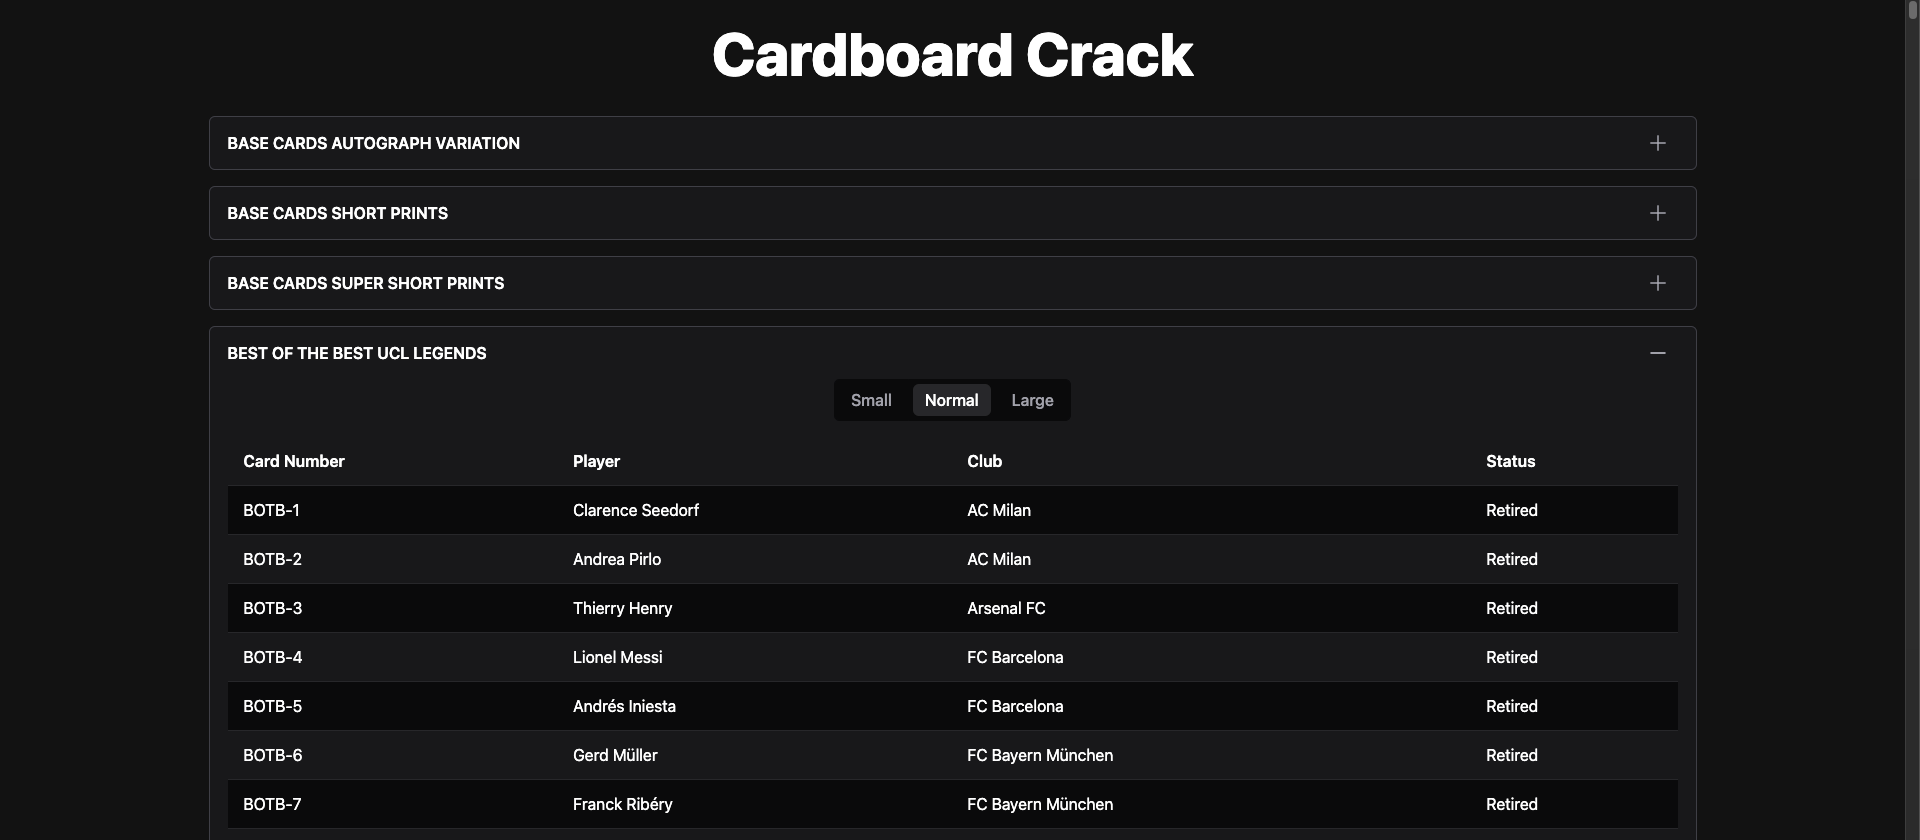 Cardboard Crack
BASE CARDS AUTOGRAPH VARIATION
BASE CARDS SHORT PRINTS
BASE CARDS SUPER SHORT PRINTS
BEST OF THE BEST UCL LEGENDS
Small Normal Large
Card Number Player Club Status
BOTB-1 Clarence Seedorf AC Milan Retired
BOTB-2 Andrea Pirlo AC Milan Retired
BOTB-3 Thierry Henry Arsenal FC Retired
BOTB-4 Lionel Messi FC Barcelona Retired
BOTB-5 Andrés Iniesta FC Barcelona Retired
BOTB-6 Gerd Müller FC Bayern München Retired
BOTB-7 Franck Ribéry FC Bayern München Retired